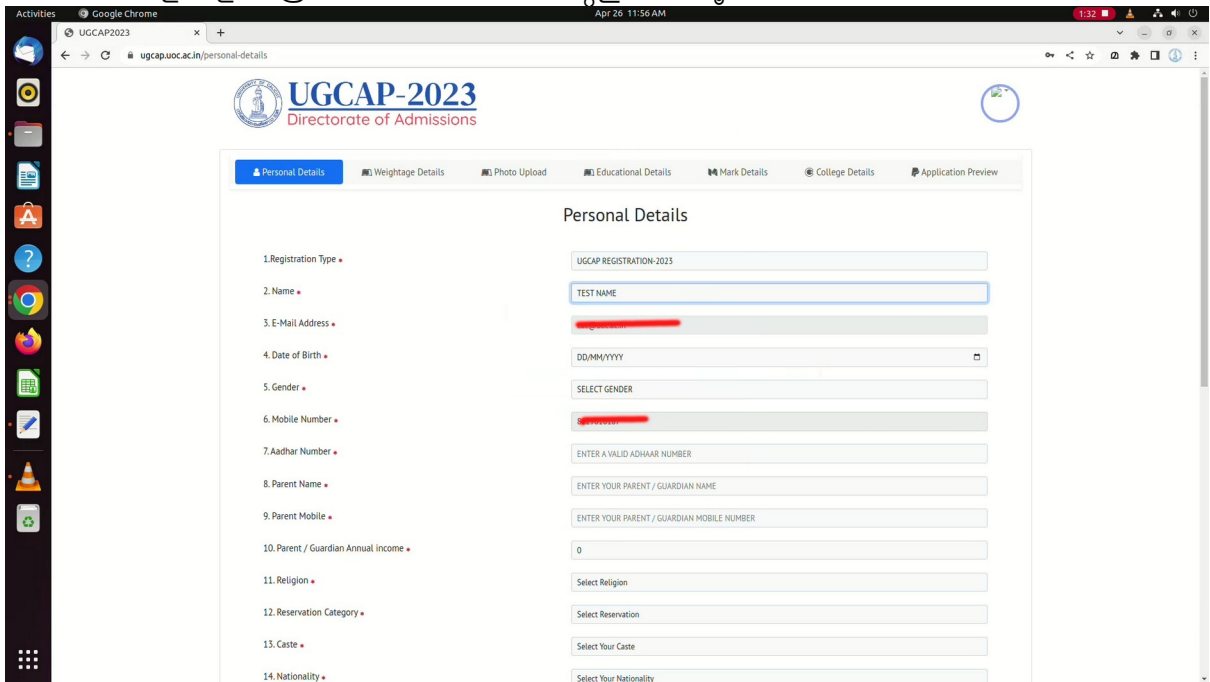 Activities Google Chrome Apr 26 11:56 AM 1:32
UGCAP2023
ugcap.uoc.ac.in/personal-details
UGCAP-2023
Directorate of Admissions
Personal Details Weightage Details Photo Upload Educational Details Mark Details College Details Application Preview
Personal Details
1.Registration Type • UGCAP REGISTRATION-2023
2. Name • TEST NAME
3. E-Mail Address •
4. Date of Birth • DD/MM/YYYY
5. Gender • SELECT GENDER
6. Mobile Number •
7. Aadhar Number • ENTER A VALID ADHAAR NUMBER
8. Parent Name • ENTER YOUR PARENT / GUARDIAN NAME
9. Parent Mobile • ENTER YOUR PARENT / GUARDIAN MOBILE NUMBER
10. Parent / Guardian Annual income • 0
11. Religion • Select Religion
12. Reservation Category • Select Reservation
13. Caste • Select Your Caste
14. Nationality • Select Your Nationality